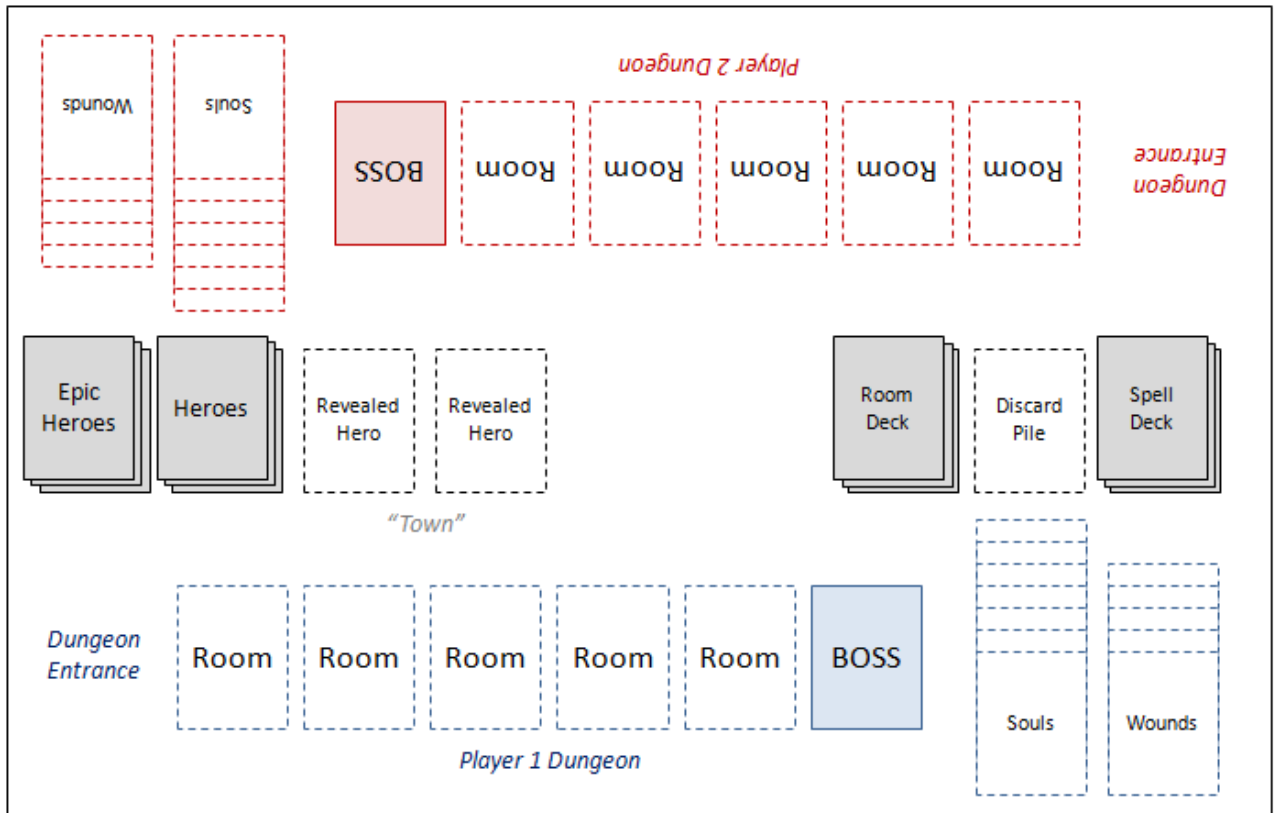 Player 2 Dungeon
Wounds
Souls
BOSS
Room
Room
Room
Room
Room
Dungeon
Entrance
Epic
Heroes
Heroes
Revealed
Hero
Revealed
Hero
Room
Deck
Discard
Pile
Spell
Deck
“Town”
Dungeon
Entrance
Room
Room
Room
Room
Room
BOSS
Souls
Wounds
Player 1 Dungeon